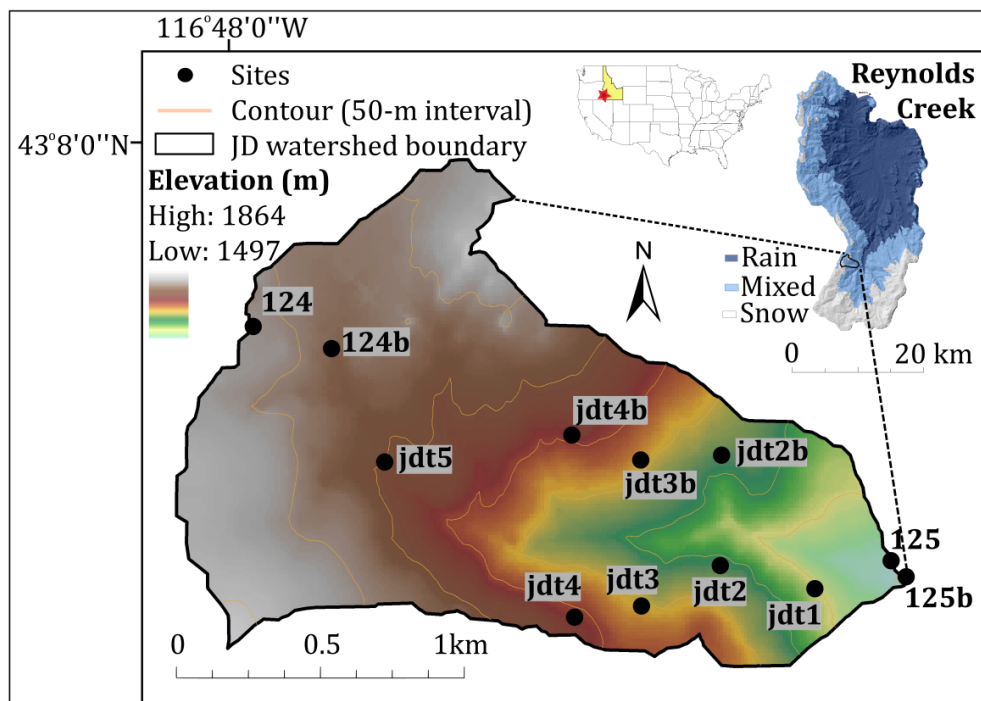 116°48'0''W
43°8'0''N
Sites
Contour (50-m interval)
JD watershed boundary
Elevation (m)
High: 1864
Low: 1497
Reynolds
Creek
Rain
Mixed
Snow
0 20 km
N
124
124b
jdt5
jdt4b
jdt3b
jdt2b
125
125b
jdt4
jdt3
jdt2
jdt1
0 0.5 1km